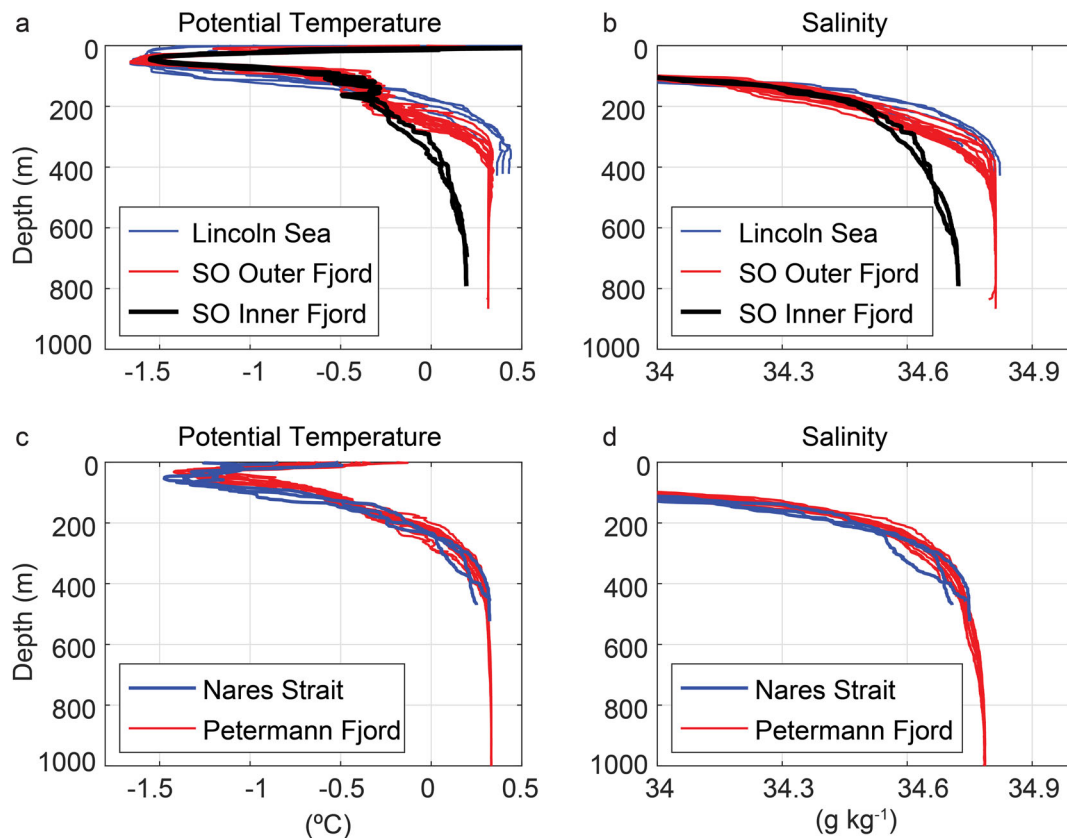 a Potential Temperature
0
200
400
600
800
1000
Depth (m)
Lincoln Sea
SO Outer Fjord
SO Inner Fjord
-1.5 -1 -0.5 0 0.5
b Salinity
0
200
400
600
800
1000
Lincoln Sea
SO Outer Fjord
SO Inner Fjord
34 34.3 34.6 34.9
c Potential Temperature
0
200
400
600
800
1000
Depth (m)
Nares Strait
Petermann Fjord
-1.5 -1 -0.5 0 0.5
(ºC)
d Salinity
0
200
400
600
800
1000
Nares Strait
Petermann Fjord
34 34.3 34.6 34.9
(g kg⁻¹)